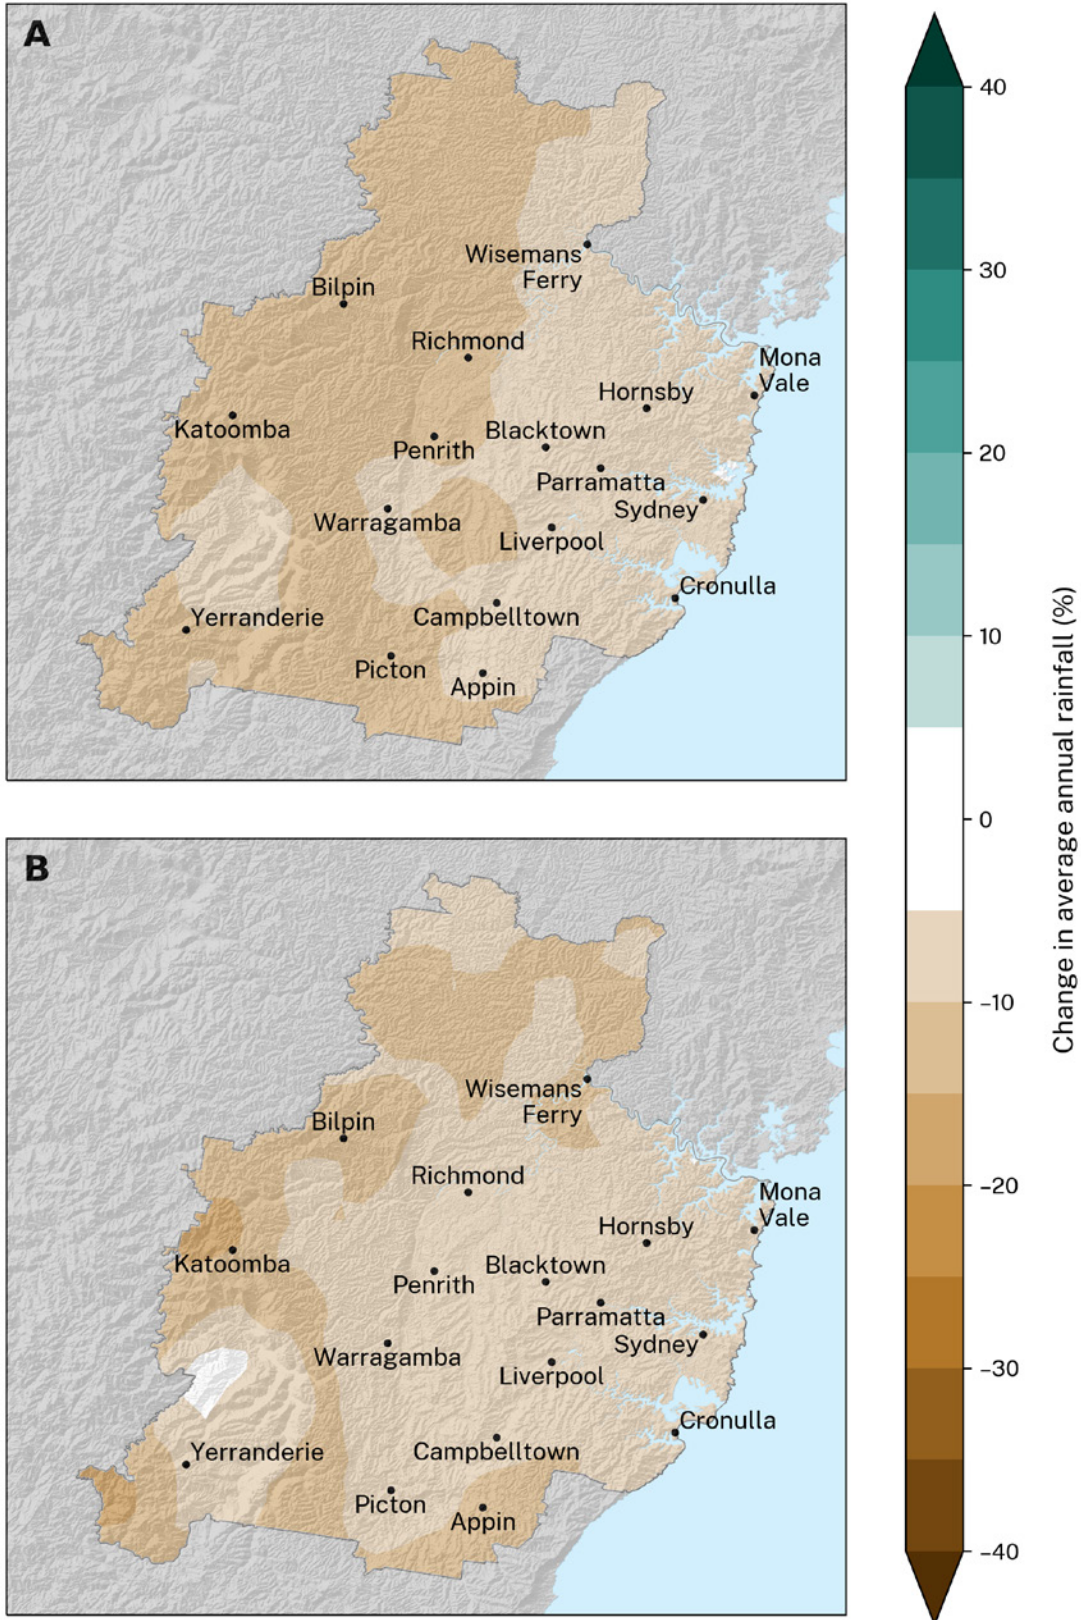 A
Wisemans
Ferry
Bilpin
Richmond
Mona
Vale
Hornsby
Katoomba
Blacktown
Penrith
Parramatta
Sydney
Warragamba
Liverpool
Cronulla
Yerranderie
Campbelltown
Picton
Appin
B
Wisemans
Ferry
Bilpin
Richmond
Mona
Vale
Hornsby
Katoomba
Blacktown
Penrith
Parramatta
Sydney
Warragamba
Liverpool
Cronulla
Yerranderie
Campbelltown
Picton
Appin
40
30
20
10
0
−10
−20
−30
−40
Change in average annual rainfall (%)